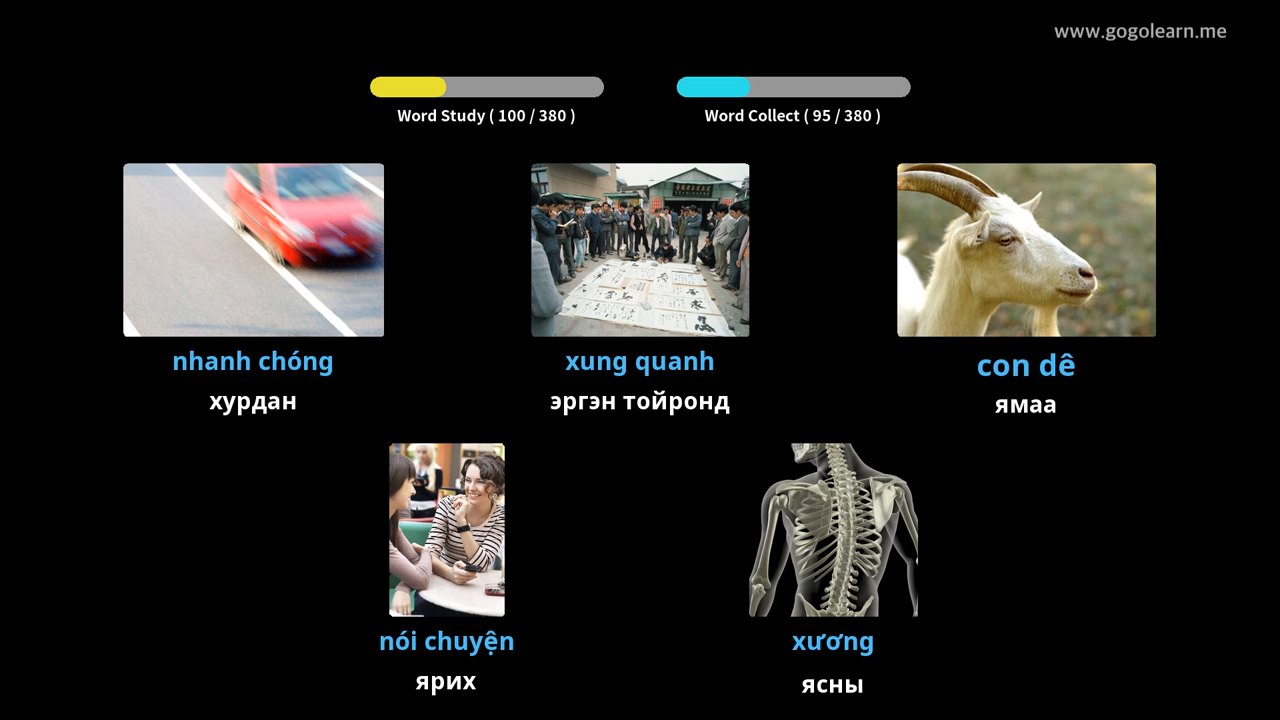 www.gogolearn.me
Word Study ( 100 / 380 )
Word Collect ( 95 / 380 )
nhanh chóng
хурдан
xung quanh
эргэн тойронд
con dê
ямаа
nói chuyện
ярих
xương
ясны